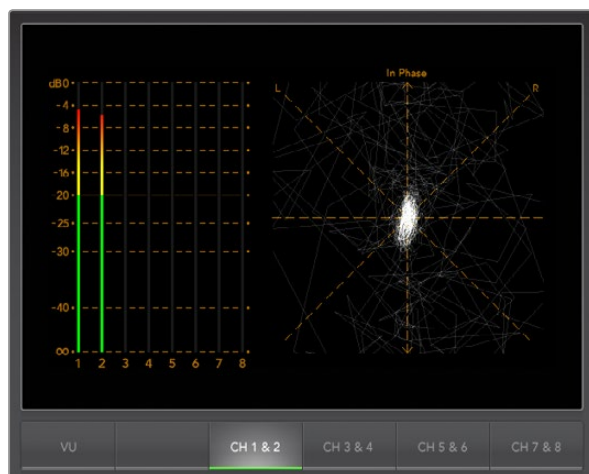 In Phase
dB0
-4
-8
-12
-16
-20
-25
-30
-40
∞
1 2 3 4 5 6 7 8
L
R
VU
CH 1 & 2
CH 3 & 4
CH 5 & 6
CH 7 & 8